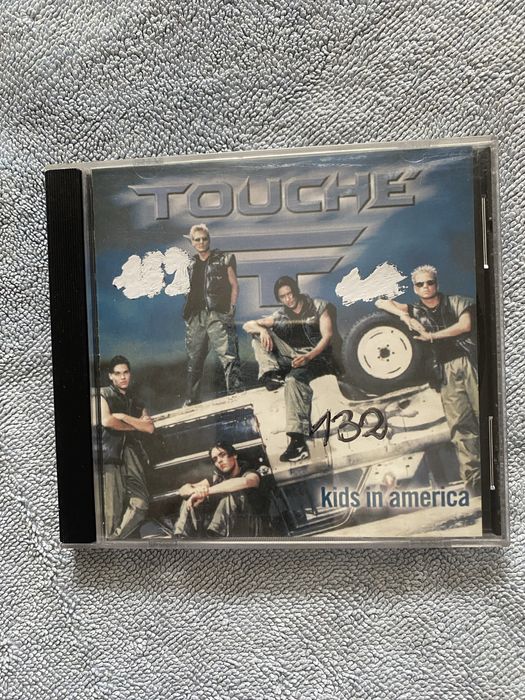 TOUCHÉ
T
132
kids in america